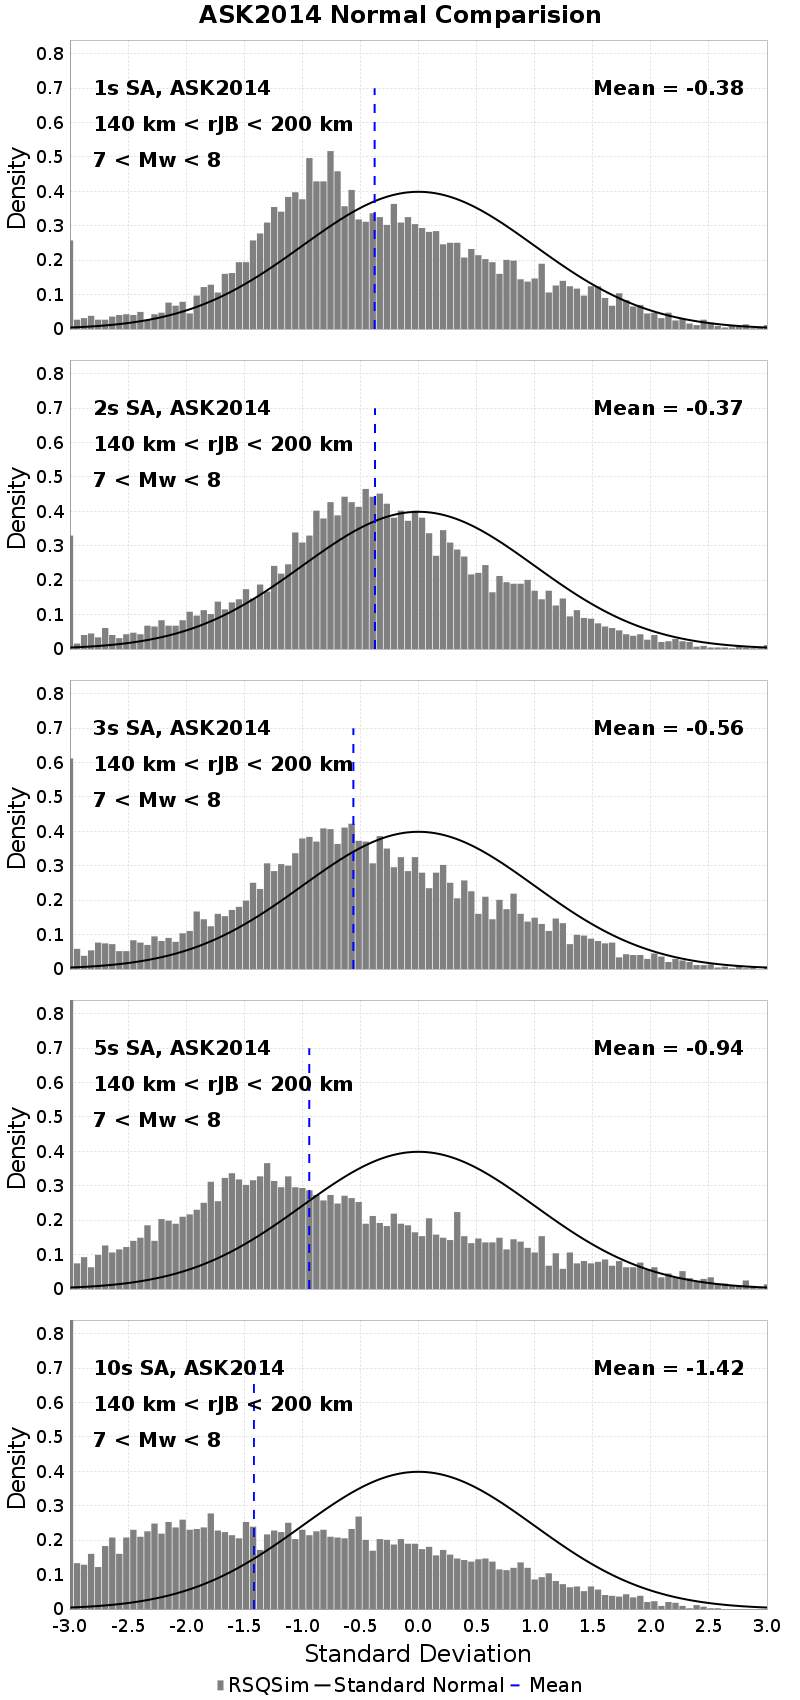 ASK2014 Normal Comparision
0.8
0.7
0.6
0.5
0.4
0.3
0.2
0.1
0
Density
1s SA, ASK2014
Mean = -0.38
140 km < rJB < 200 km
7 < Mw < 8
0.8
0.7
0.6
0.5
0.4
0.3
0.2
0.1
0
Density
2s SA, ASK2014
Mean = -0.37
140 km < rJB < 200 km
7 < Mw < 8
0.8
0.7
0.6
0.5
0.4
0.3
0.2
0.1
0
Density
3s SA, ASK2014
Mean = -0.56
140 km < rJB < 200 km
7 < Mw < 8
0.8
0.7
0.6
0.5
0.4
0.3
0.2
0.1
0
Density
5s SA, ASK2014
Mean = -0.94
140 km < rJB < 200 km
7 < Mw < 8
0.8
0.7
0.6
0.5
0.4
0.3
0.2
0.1
0
Density
10s SA, ASK2014
Mean = -1.42
140 km < rJB < 200 km
7 < Mw < 8
-3.0 -2.5 -2.0 -1.5 -1.0 -0.5 0.0 0.5 1.0 1.5 2.0 2.5 3.0
Standard Deviation
RSQSim Standard Normal Mean